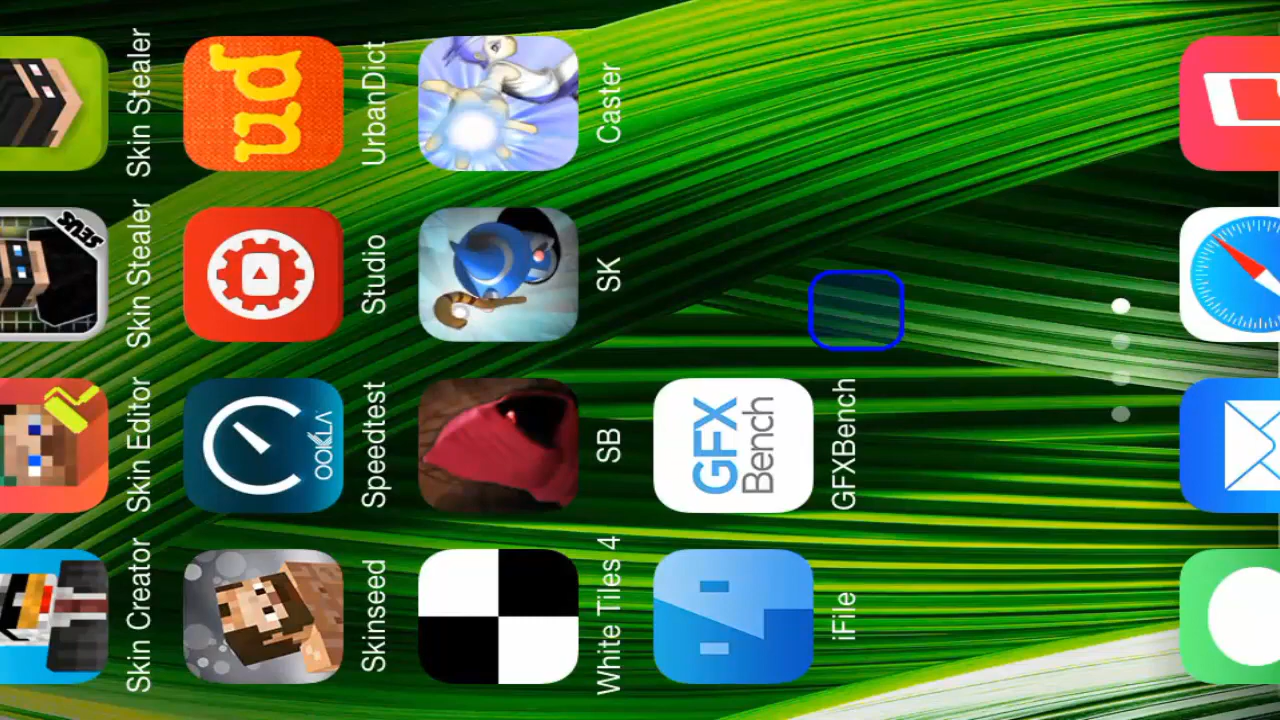 Skin Creator
Skin Editor
Skin Stealer
Skin Stealer
OOKLA
ud
Skinseed
Speedtest
Studio
UrbanDict
White Tiles 4
SB
SK
Caster
GFX
Bench
iFile
GFXBench